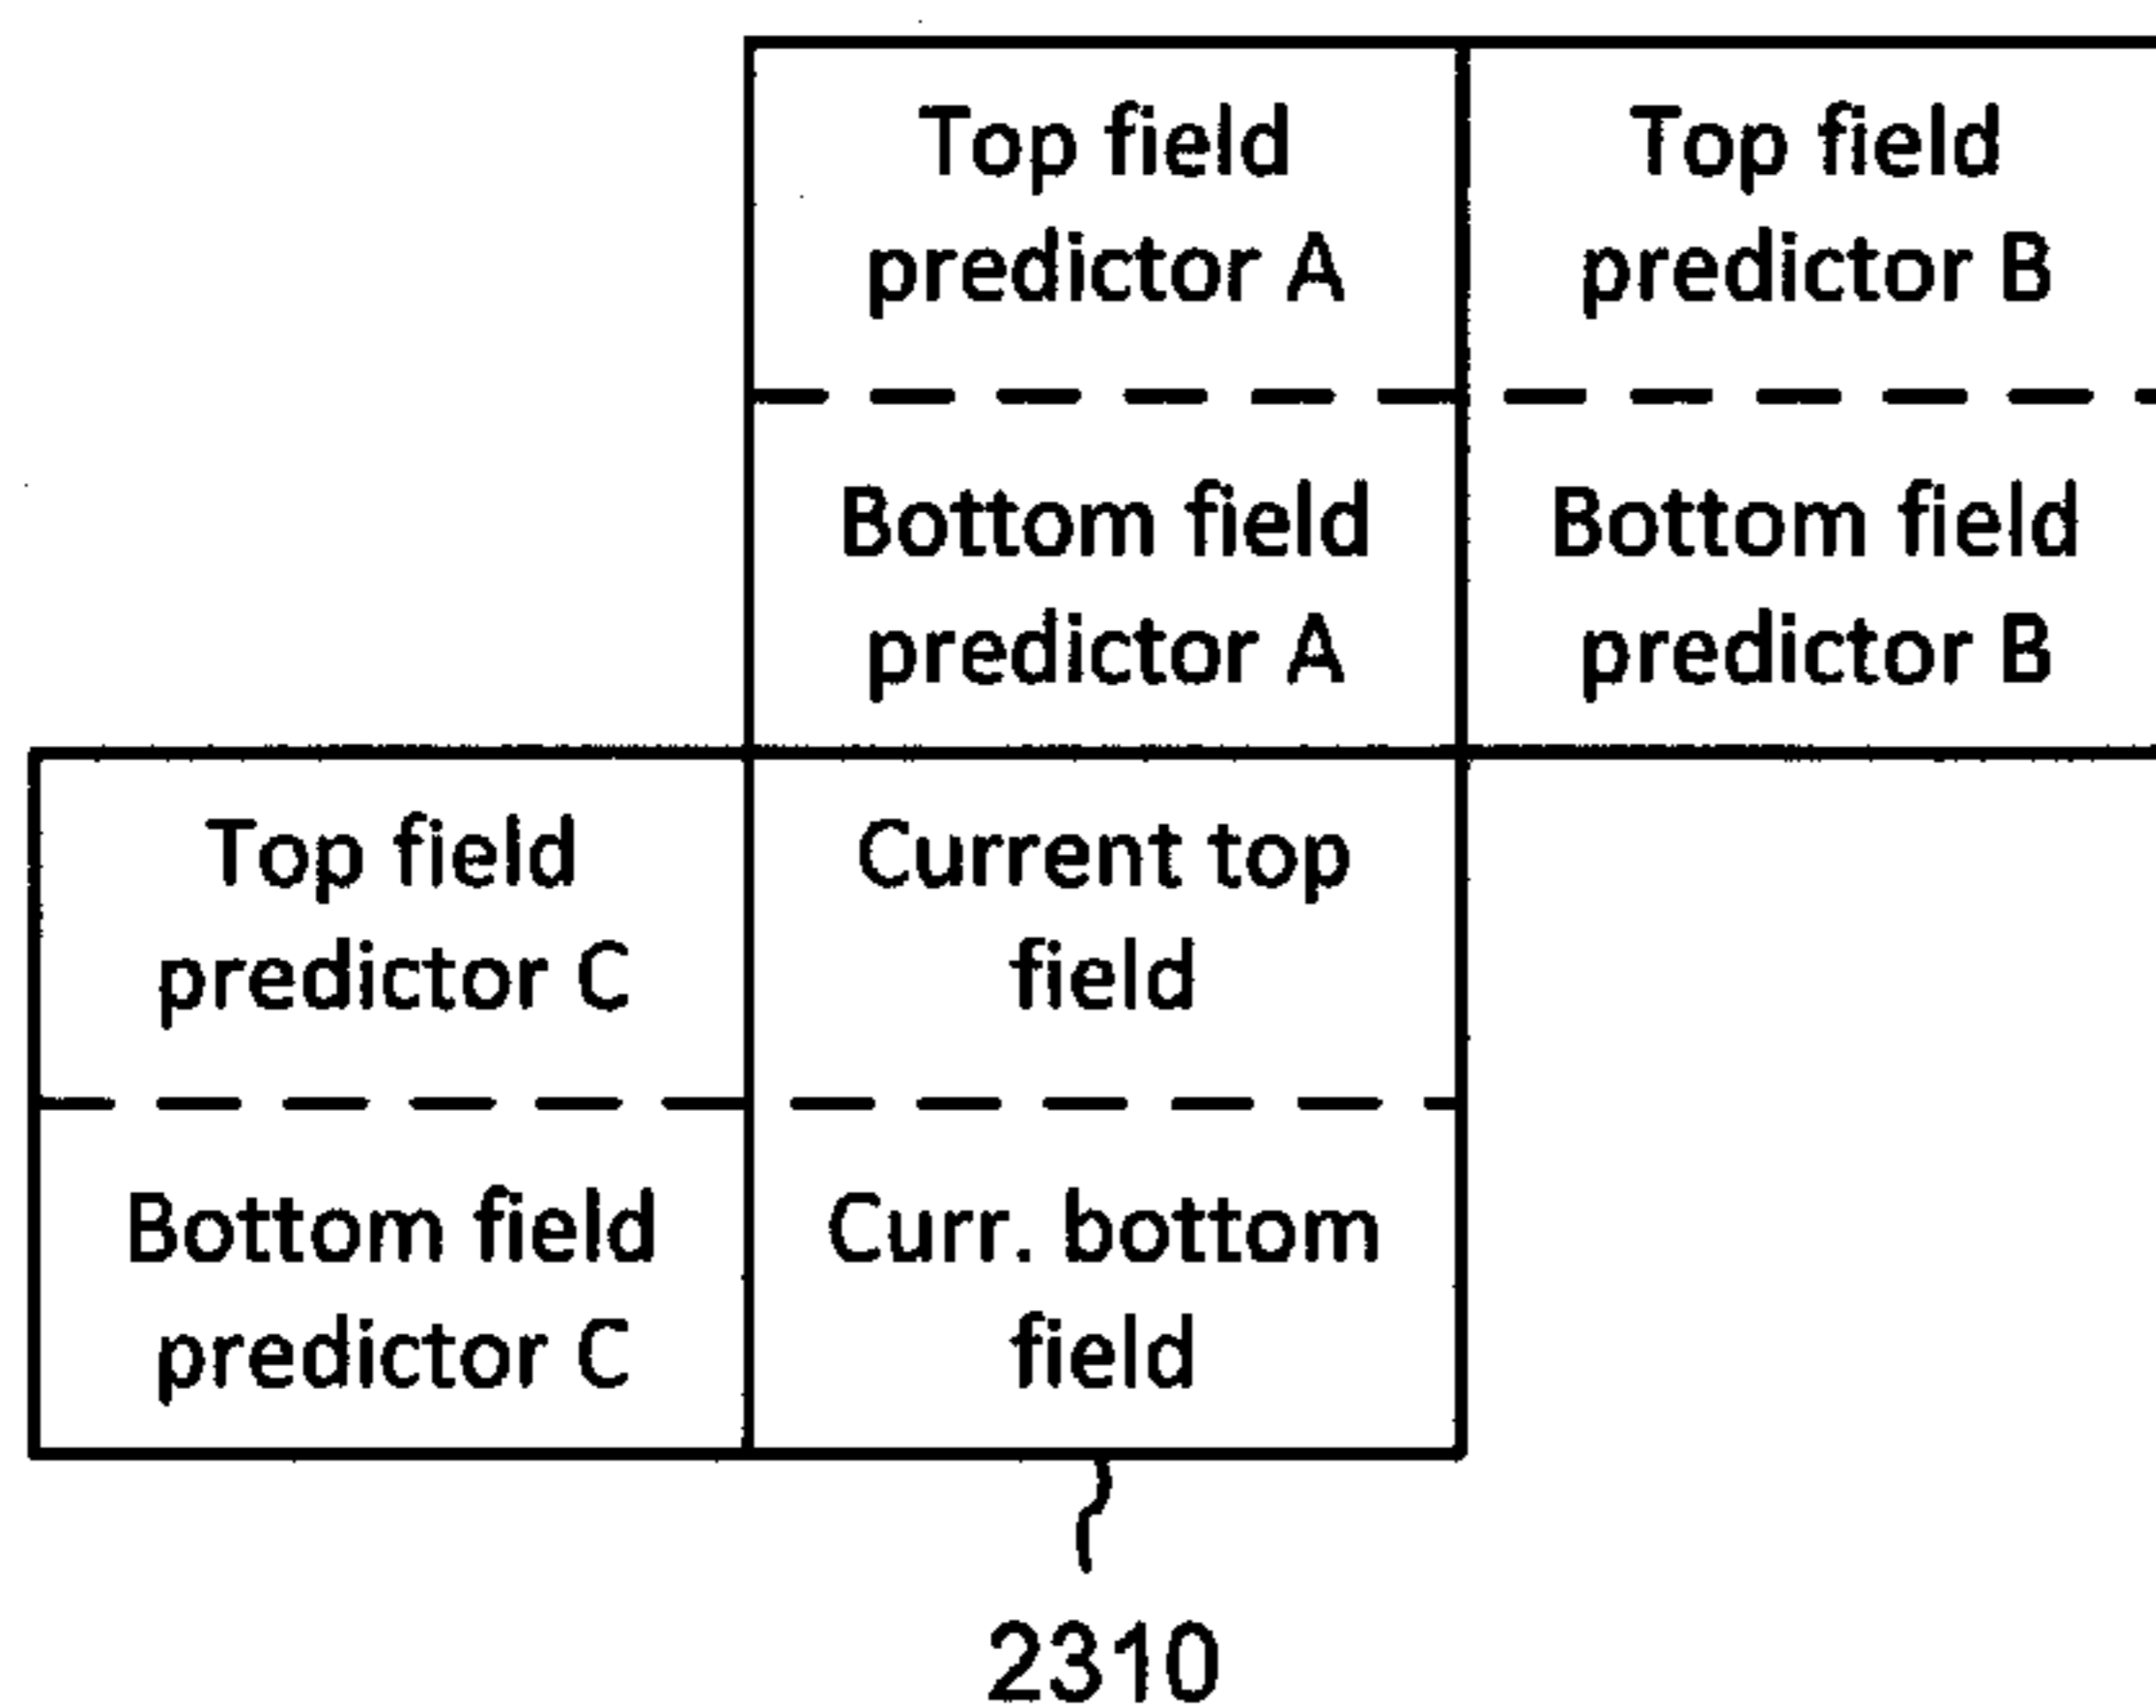 Top field
predictor A
Top field
predictor B
Bottom field
predictor A
Bottom field
predictor B
Top field
predictor C
Current top
field
Bottom field
predictor C
Curr. bottom
field
2310